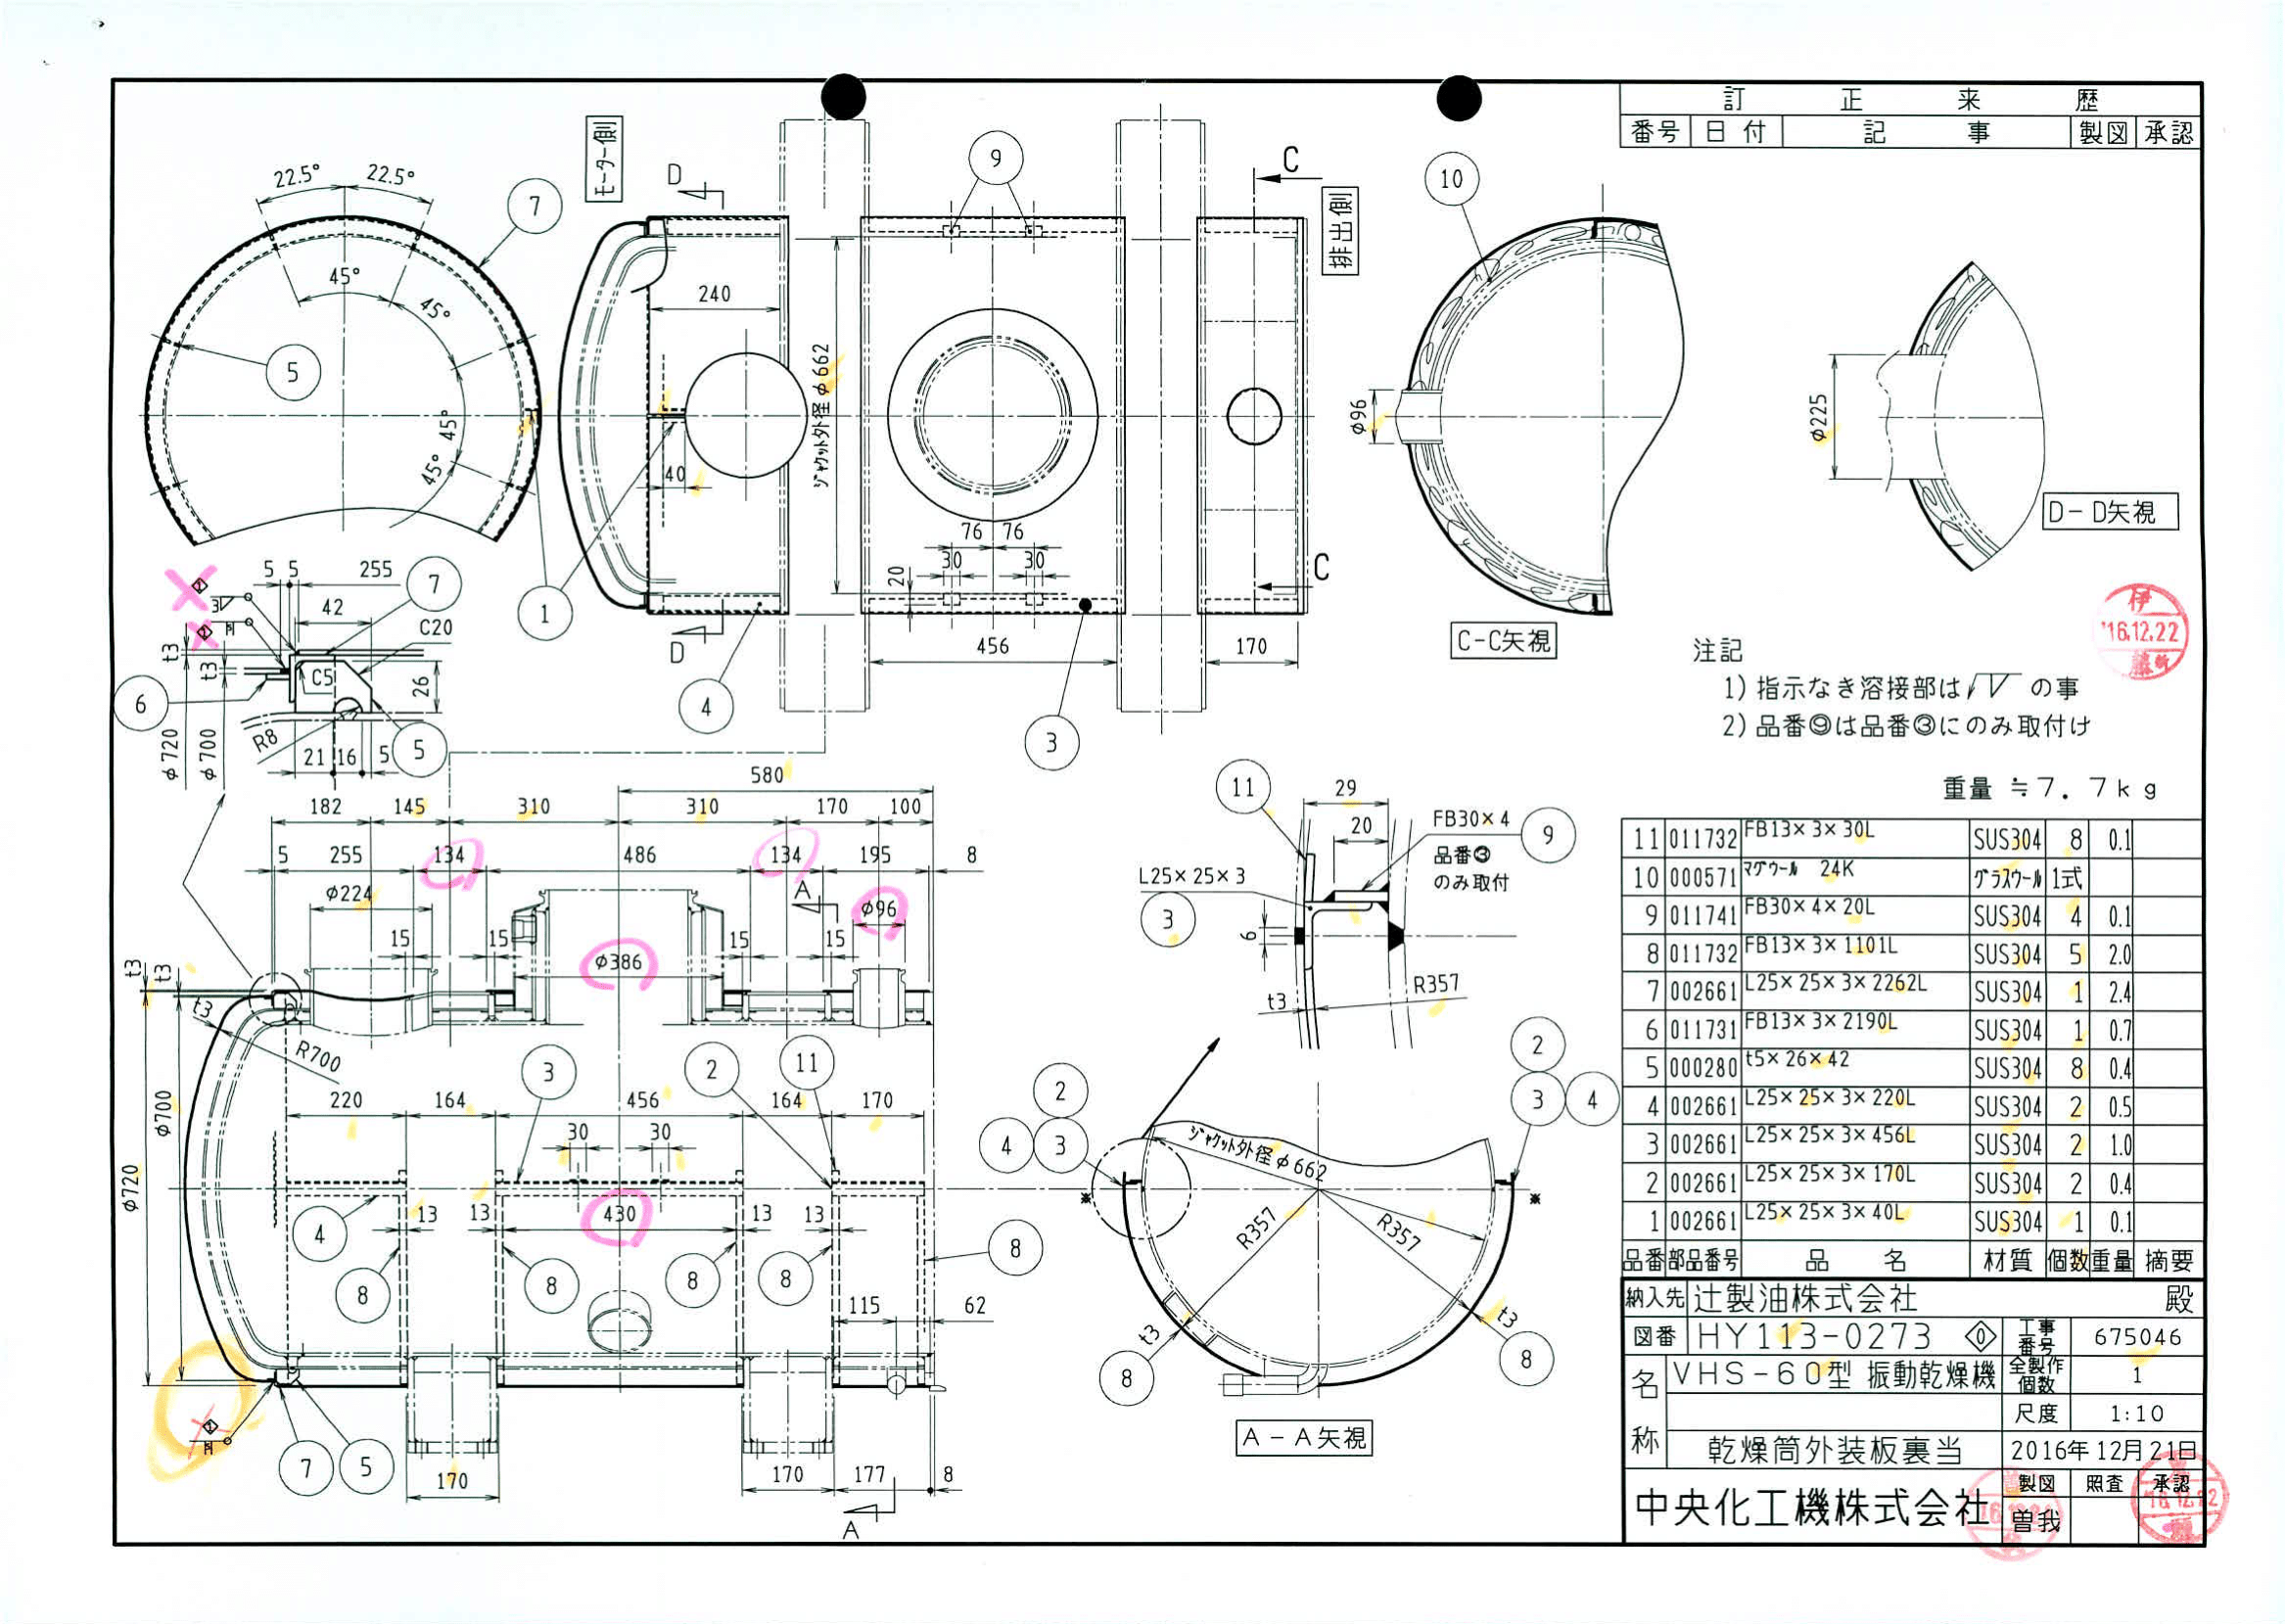 訂 正 来 歴
番号 日付 記 事 製図 承認
モーター側
排出側
22.5° 22.5°
7
45°
45°
45°
45°
5
1
D
D
240
40
ジャケット外径φ662
9
C
C
76 76
30 30
20
456
170
4
3
10
φ96
C-C矢視
φ225
D-D矢視
5 5 255
7
3
42
C20
t3
t3
C5
26
6
R8
5
21 16 5
φ720
φ700
580
182 145 310 310 170 100
5 255 134 486 134 195 8
φ224
A
φ96
15 15 15 15
φ386
t3
t3
t3
R700
3
2
11
220 164 456 164 170
30 30
φ700
φ720
13 13 430 13 13
4
8
8
8
8
8
115
62
7
5
170
170
177
8
A
11
29
20
FB30×4
9
品番③
のみ取付
L25×25×3
3
6
t3
R357
2
4
3
2
3
4
ジャケット外径φ662
※
※
R357
R357
t3
t3
8
8
A-A矢視
伊
'16.12.22
藤
注記
1) 指示なき溶接部は の事
2) 品番⑨は品番③にのみ取付け
重量≒7.7kg
11 011732 FB13×3×30L SUS304 8 0.1
10 000571 マグウール 24K グラスウール 1式
9 011741 FB30×4×20L SUS304 4 0.1
8 011732 FB13×3×1101L SUS304 5 2.0
7 002661 L25×25×3×2262L SUS304 1 2.4
6 011731 FB13×3×2190L SUS304 1 0.7
5 000280 t5×26×42 SUS304 8 0.4
4 002661 L25×25×3×220L SUS304 2 0.5
3 002661 L25×25×3×456L SUS304 2 1.0
2 002661 L25×25×3×170L SUS304 2 0.4
1 002661 L25×25×3×40L SUS304 1 0.1
品番 部品番号 品 名 材質 個数 重量 摘要
納入先 辻製油株式会社 殿
図番 HY113-0273 0 工事番号 675046
名称 VHS-60型 振動乾燥機 全製作個数 1
尺度 1:10
乾燥筒外装板裏当 2016年12月21日
中央化工機株式会社 製図 照査 承認
曽我